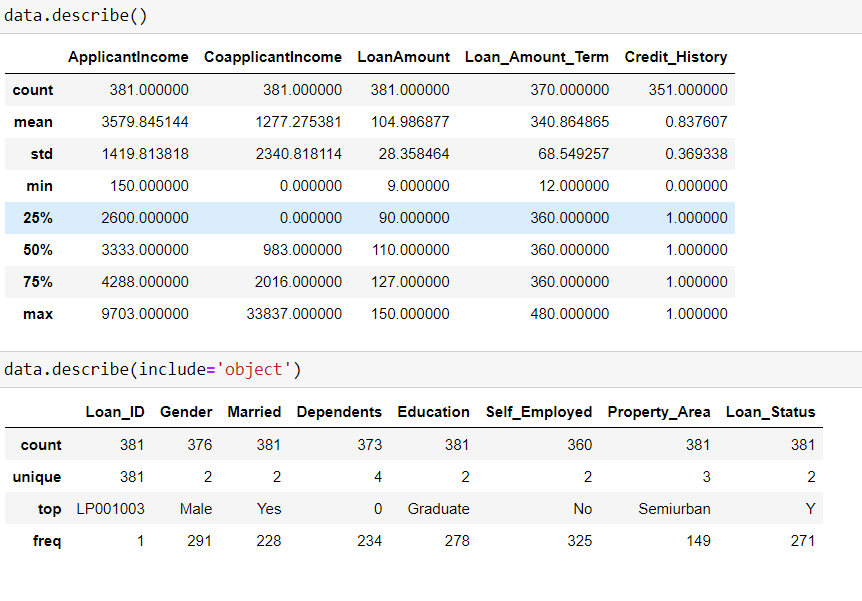 data.describe()
ApplicantIncome CoapplicantIncome LoanAmount Loan_Amount_Term Credit_History
count 381.000000 381.000000 381.000000 370.000000 351.000000
mean 3579.845144 1277.275381 104.986877 340.864865 0.837607
std 1419.813818 2340.818114 28.358464 68.549257 0.369338
min 150.000000 0.000000 9.000000 12.000000 0.000000
25% 2600.000000 0.000000 90.000000 360.000000 1.000000
50% 3333.000000 983.000000 110.000000 360.000000 1.000000
75% 4288.000000 2016.000000 127.000000 360.000000 1.000000
max 9703.000000 33837.000000 150.000000 480.000000 1.000000
data.describe(include='object')
Loan_ID Gender Married Dependents Education Self_Employed Property_Area Loan_Status
count 381 376 381 373 381 360 381 381
unique 381 2 2 4 2 2 3 2
top LP001003 Male Yes 0 Graduate No Semiurban Y
freq 1 291 228 234 278 325 149 271